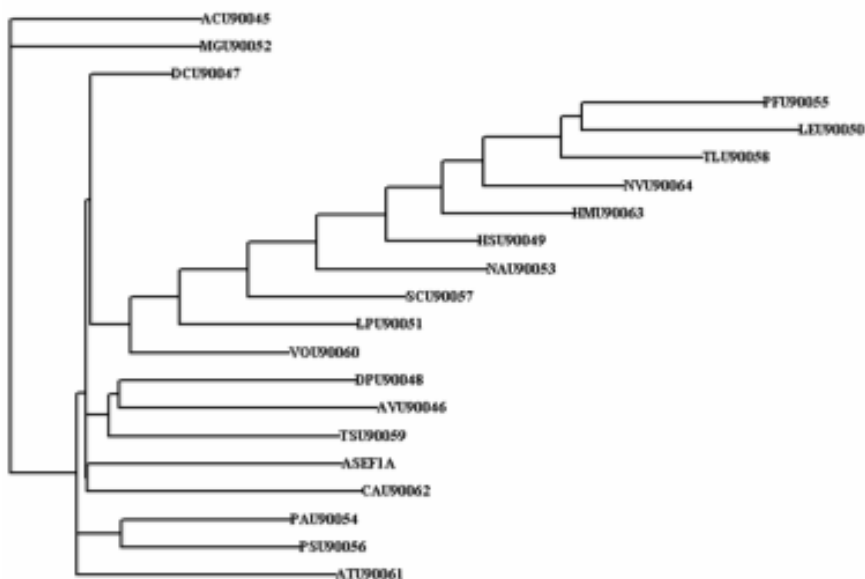 ACU90045
MGU90052
DCU90047
PFU90055
LEU90050
TLU90058
NVU90064
HMU90063
HSU90049
NAU90053
SCU90057
LPU90051
VOU90060
DPU90048
AVU90046
TSU90059
ASEF1A
CAU90062
PAU90054
PSU90056
ATU90061